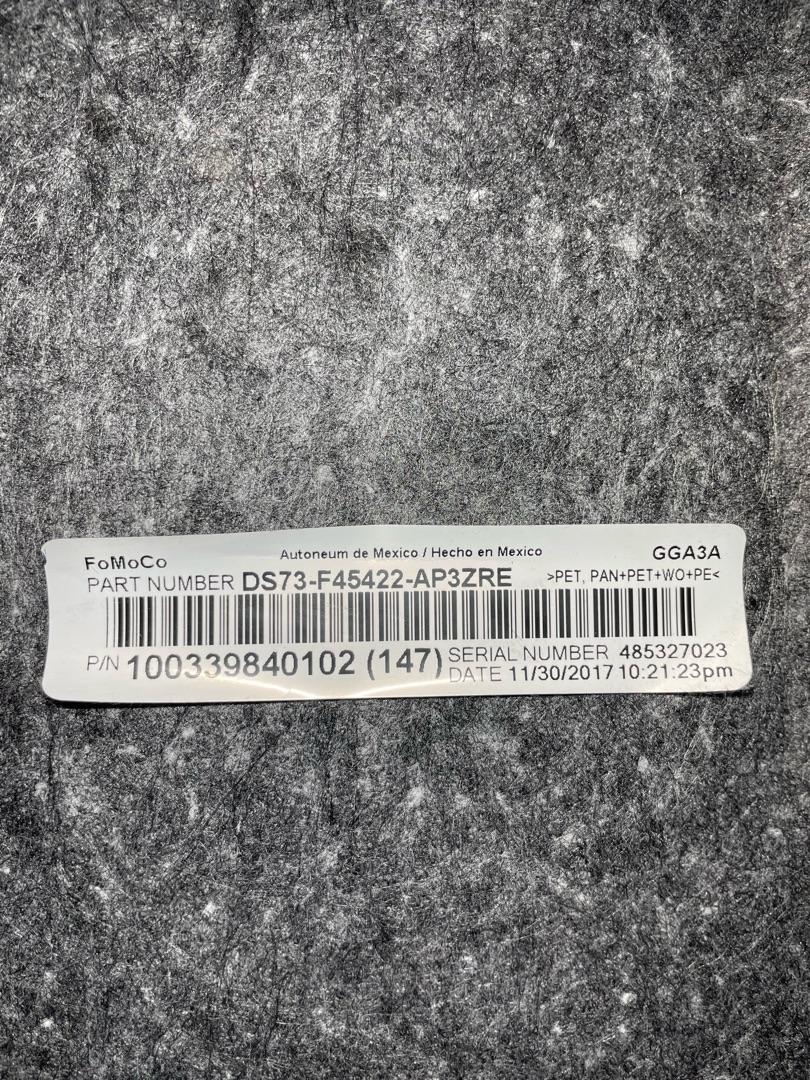 FoMoCo Autoneum de Mexico / Hecho en Mexico GGA3A
PART NUMBER DS73-F45422-AP3ZRE >PET, PAN+PET+WO+PE<
P/N 100339840102 (147) SERIAL NUMBER 485327023
DATE 11/30/2017 10:21:23pm